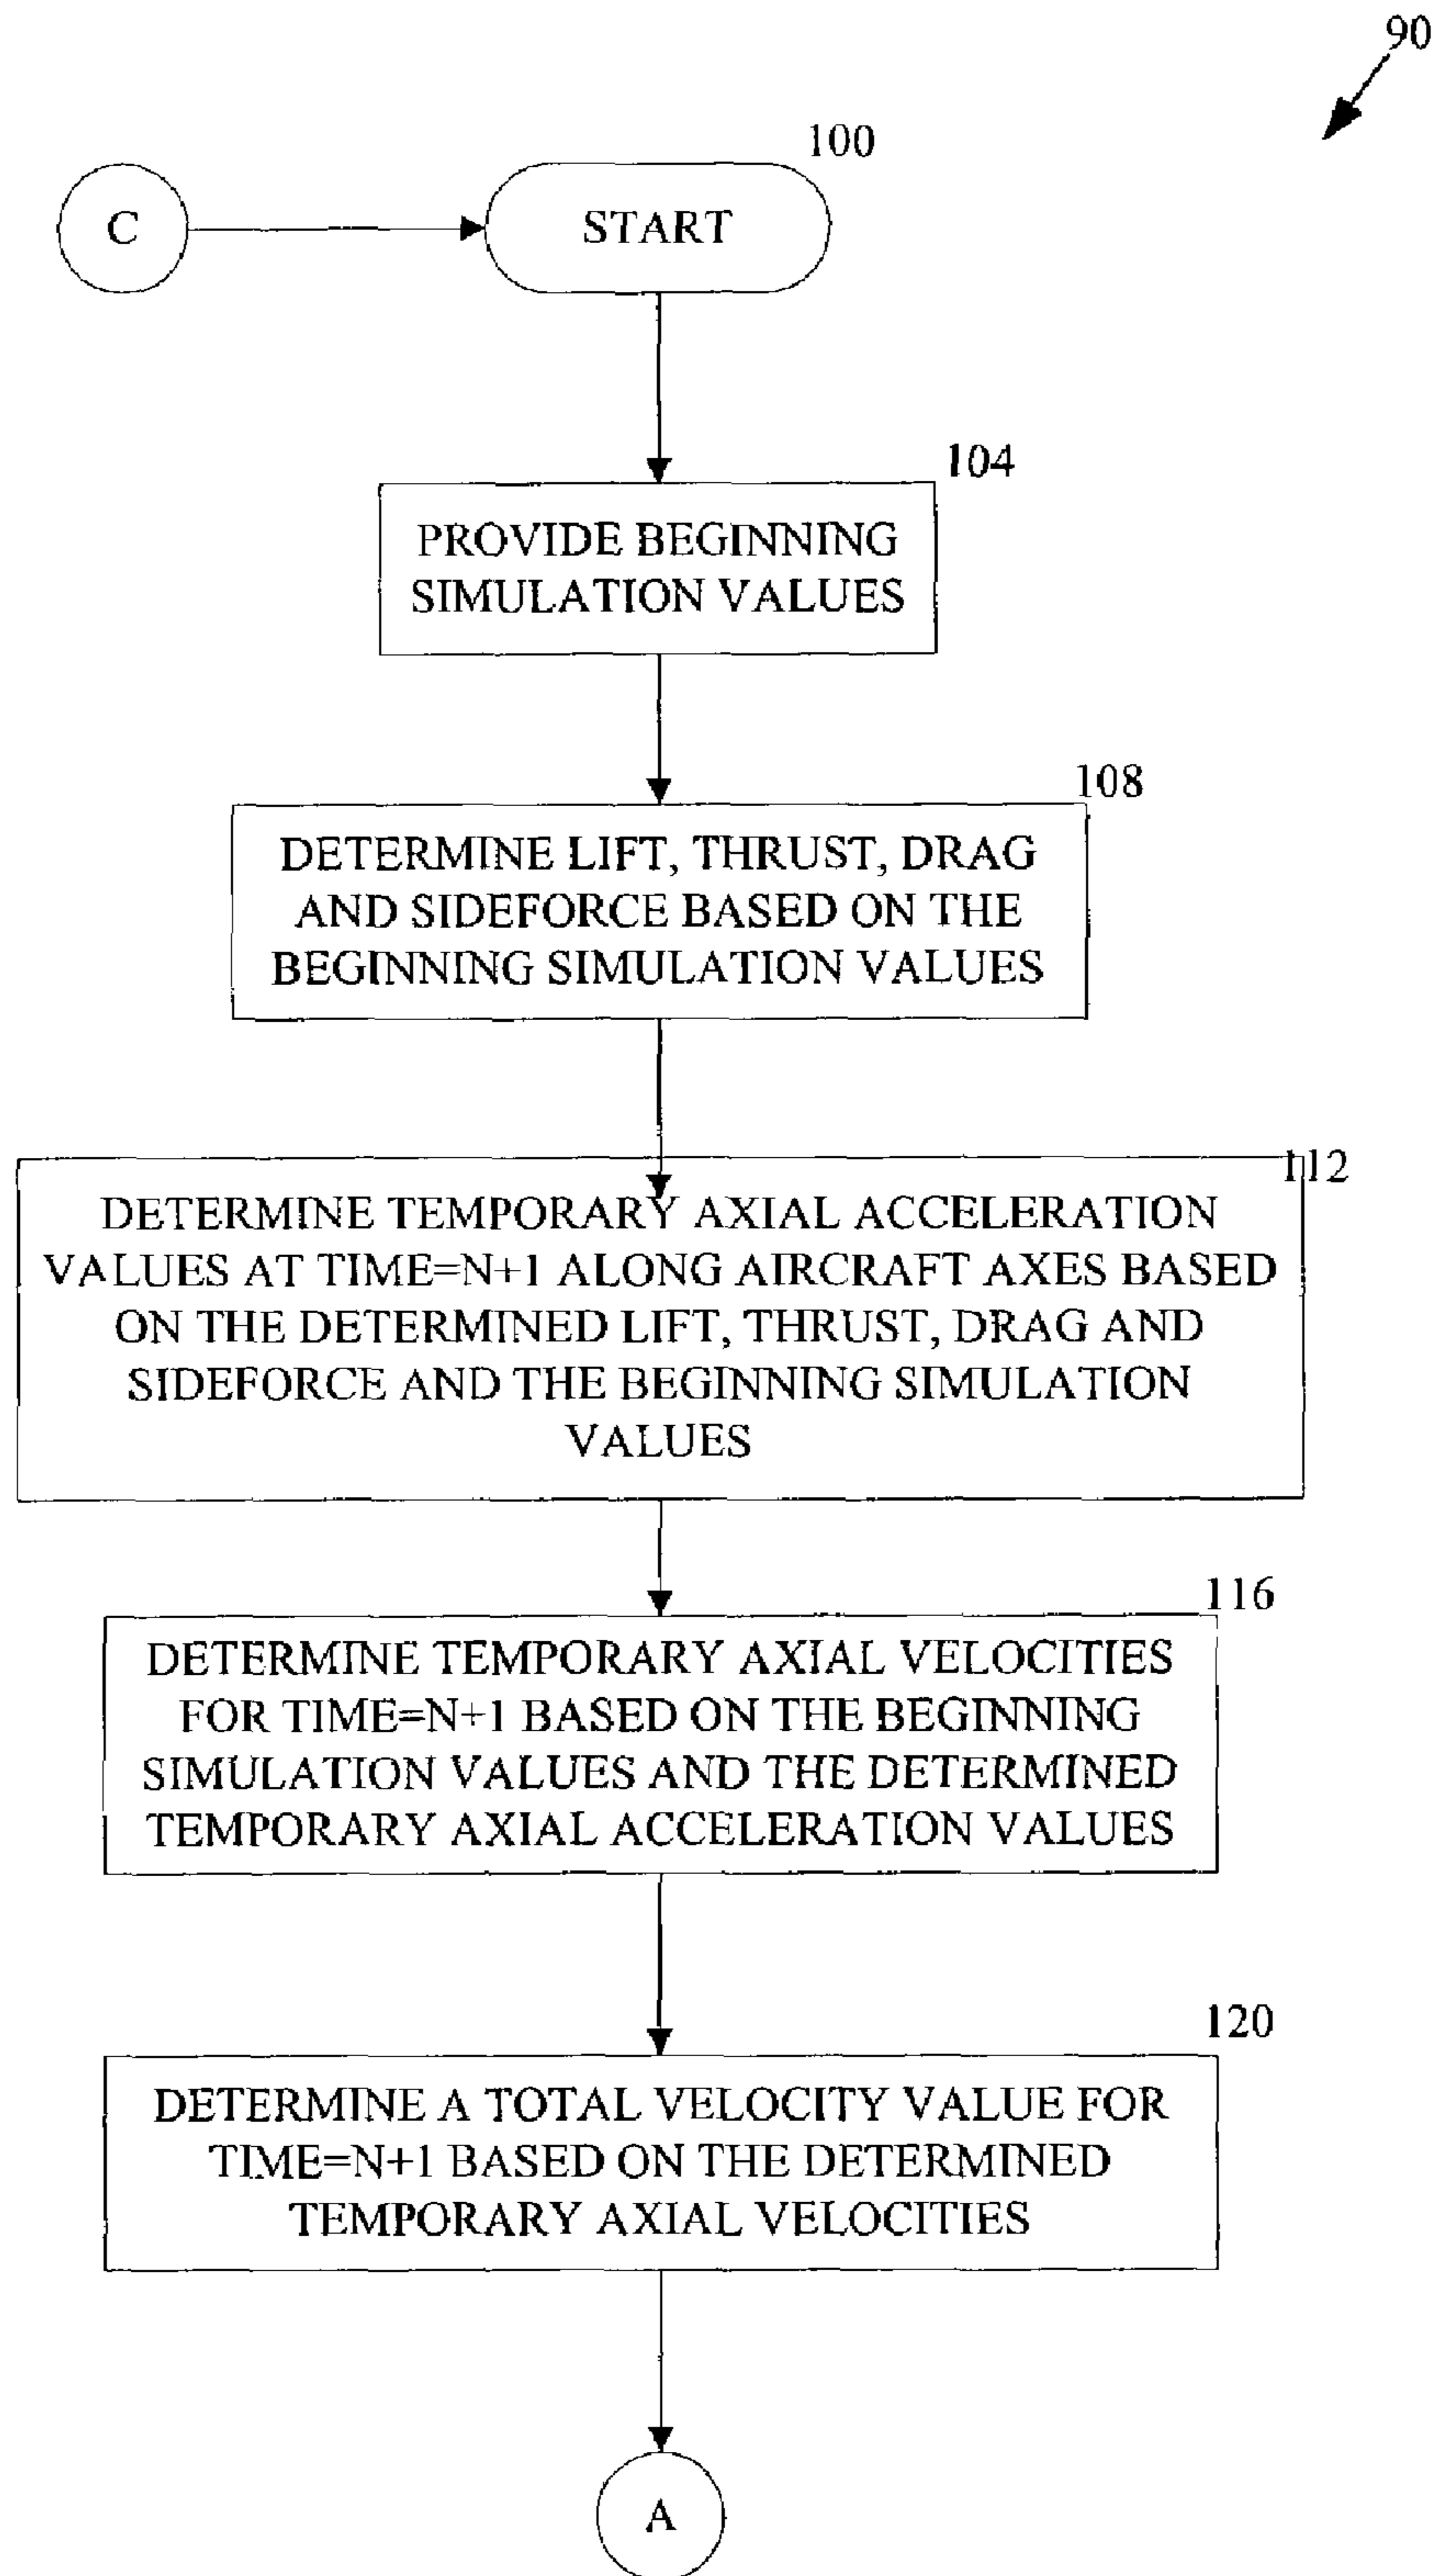 90
100
C
START
104
PROVIDE BEGINNING
SIMULATION VALUES
108
DETERMINE LIFT, THRUST, DRAG
AND SIDEFORCE BASED ON THE
BEGINNING SIMULATION VALUES
112
DETERMINE TEMPORARY AXIAL ACCELERATION
VALUES AT TIME=N+1 ALONG AIRCRAFT AXES BASED
ON THE DETERMINED LIFT, THRUST, DRAG AND
SIDEFORCE AND THE BEGINNING SIMULATION
VALUES
116
DETERMINE TEMPORARY AXIAL VELOCITIES
FOR TIME=N+1 BASED ON THE BEGINNING
SIMULATION VALUES AND THE DETERMINED
TEMPORARY AXIAL ACCELERATION VALUES
120
DETERMINE A TOTAL VELOCITY VALUE FOR
TIME=N+1 BASED ON THE DETERMINED
TEMPORARY AXIAL VELOCITIES
A